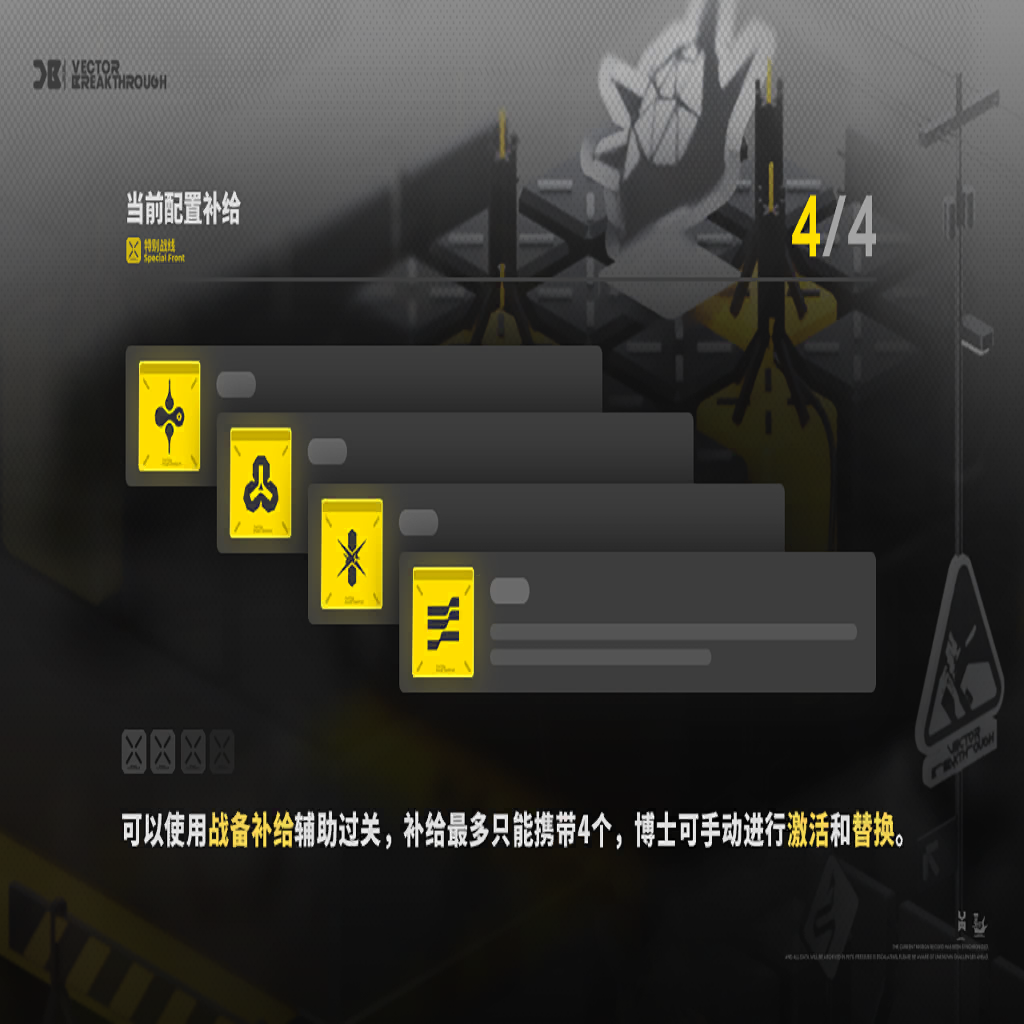 VECTOR
BREAKTHROUGH
当前配置补给
特别战线
Special Front
4/4
可以使用战备补给辅助过关，补给最多只能携带4个，博士可手动进行激活和替换。
VECTOR
BREAKTHROUGH